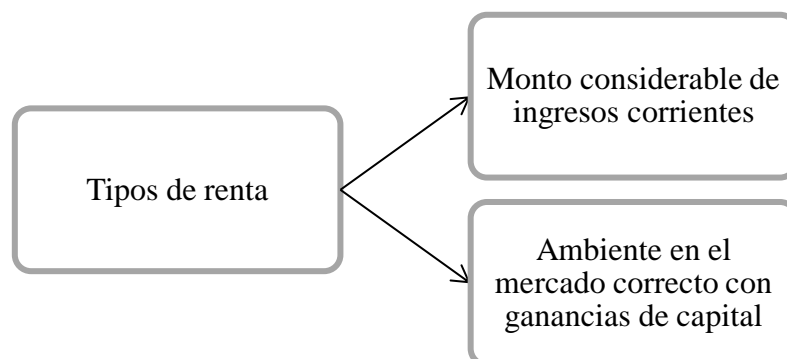 Tipos de renta
Monto considerable de
ingresos corrientes
Ambiente en el
mercado correcto con
ganancias de capital